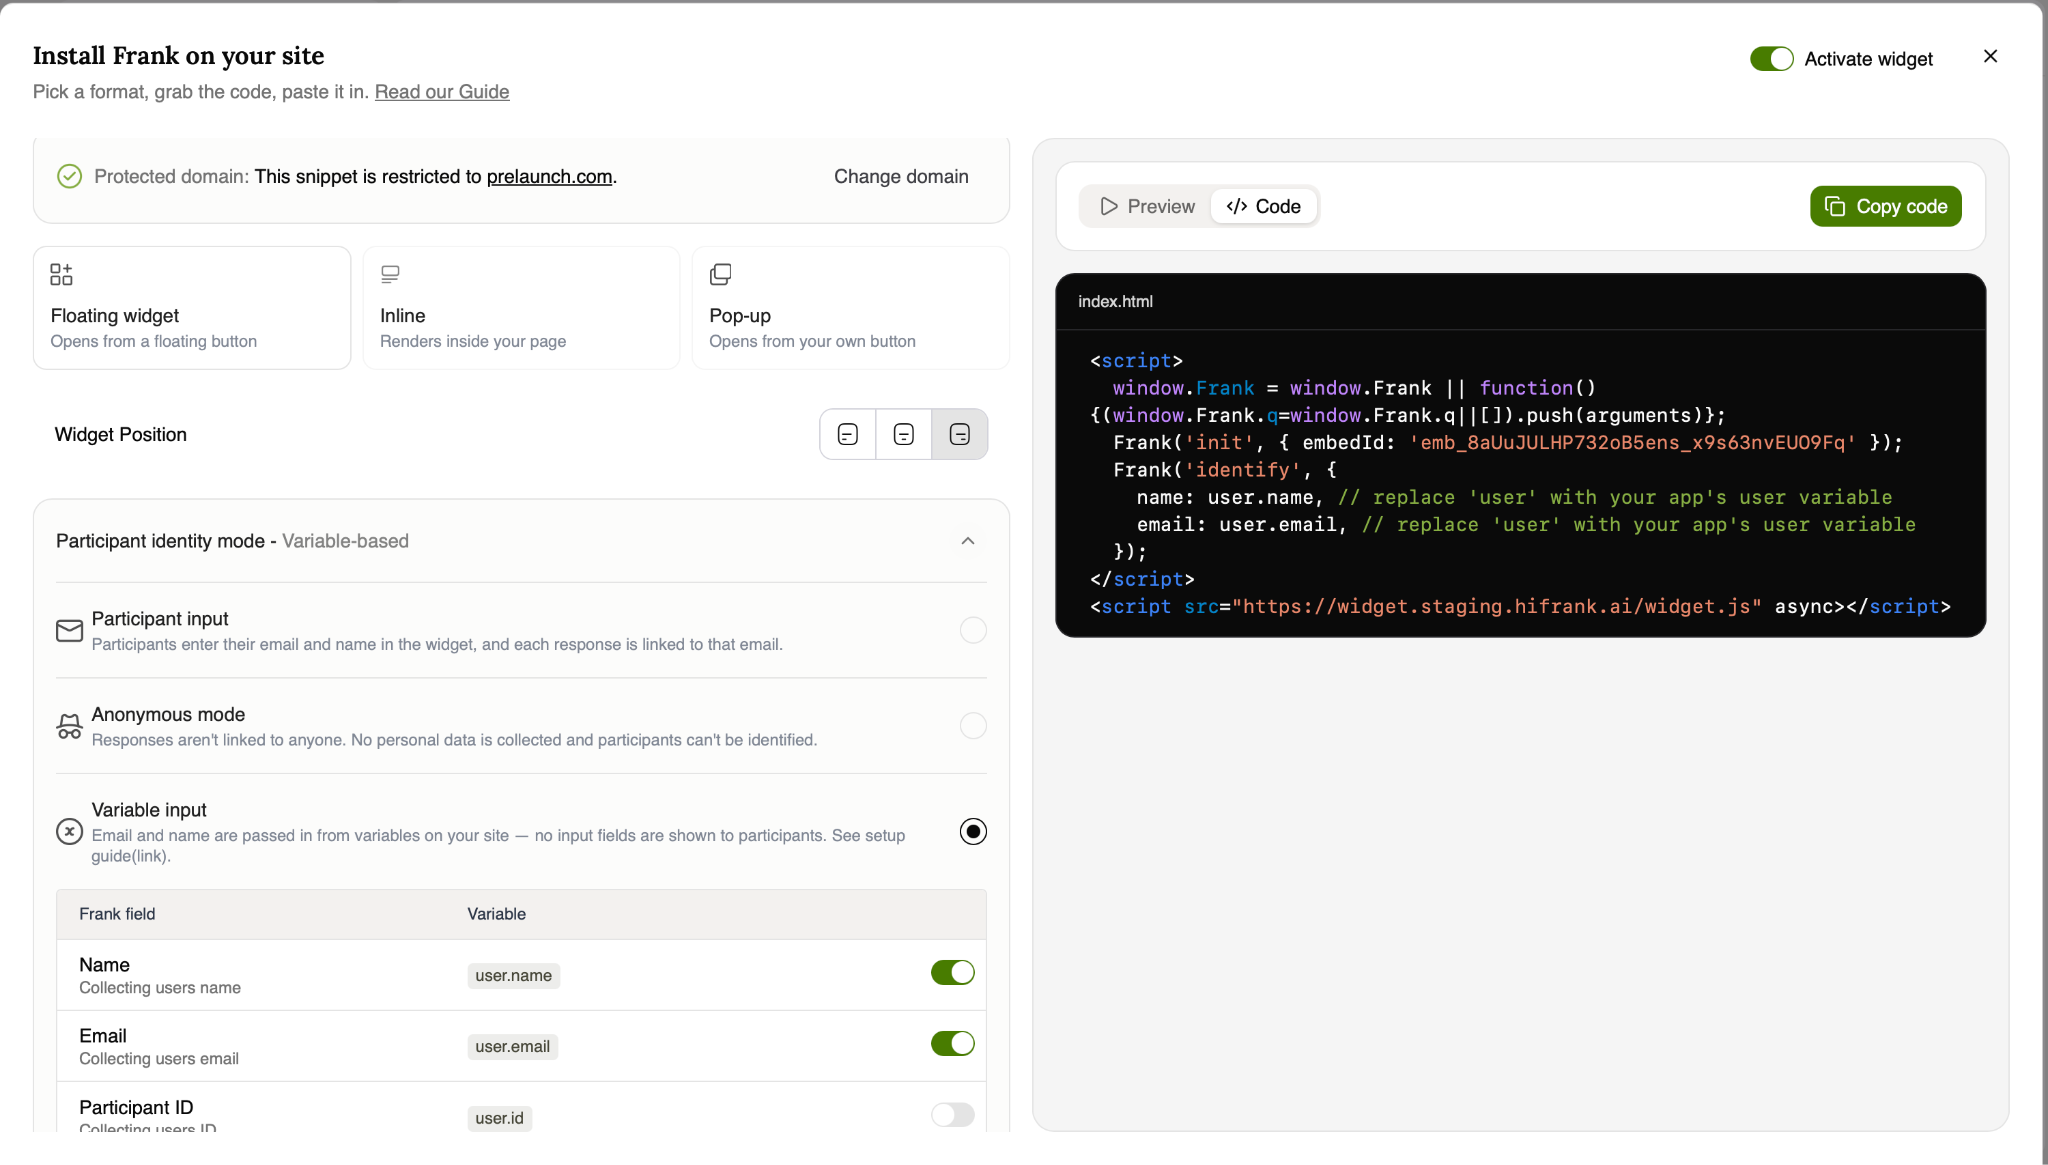 Install Frank on your site
Pick a format, grab the code, paste it in. Read our Guide
Activate widget
Protected domain: This snippet is restricted to prelaunch.com.
Change domain
Floating widget
Opens from a floating button
Inline
Renders inside your page
Pop-up
Opens from your own button
Widget Position
Participant identity mode - Variable-based
Participant input
Participants enter their email and name in the widget, and each response is linked to that email.
Anonymous mode
Responses aren't linked to anyone. No personal data is collected and participants can't be identified.
Variable input
Email and name are passed in from variables on your site — no input fields are shown to participants. See setup
guide(link).
Frank field Variable
Name
Collecting users name
user.name
Email
Collecting users email
user.email
Participant ID
Collecting users ID
user.id
Preview
</> Code
Copy code
index.html
<script>
window.Frank = window.Frank || function()
{(window.Frank.q=window.Frank.q||[]).push(arguments)};
Frank('init', { embedId: 'emb_8aUuJULHP732oB5ens_x9s63nvEUO9Fq' });
Frank('identify', {
name: user.name, // replace 'user' with your app's user variable
email: user.email, // replace 'user' with your app's user variable
});
</script>
<script src="https://widget.staging.hifrank.ai/widget.js" async></script>